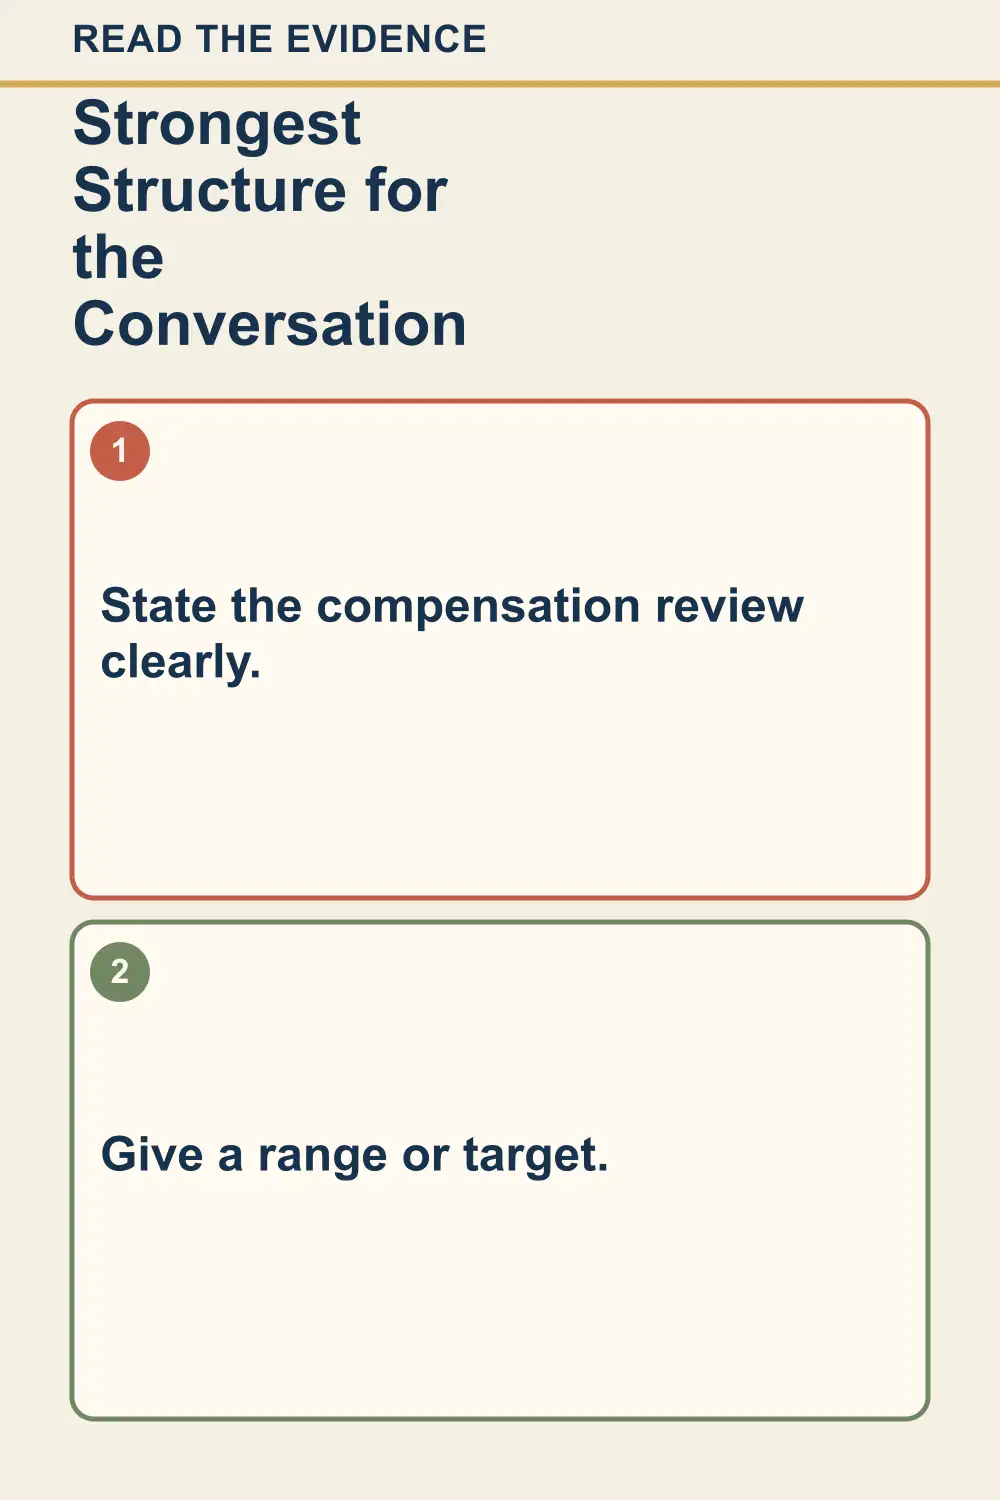 READ THE EVIDENCE
Strongest
Structure for
the
Conversation
1
State the compensation review
clearly.
2
Give a range or target.